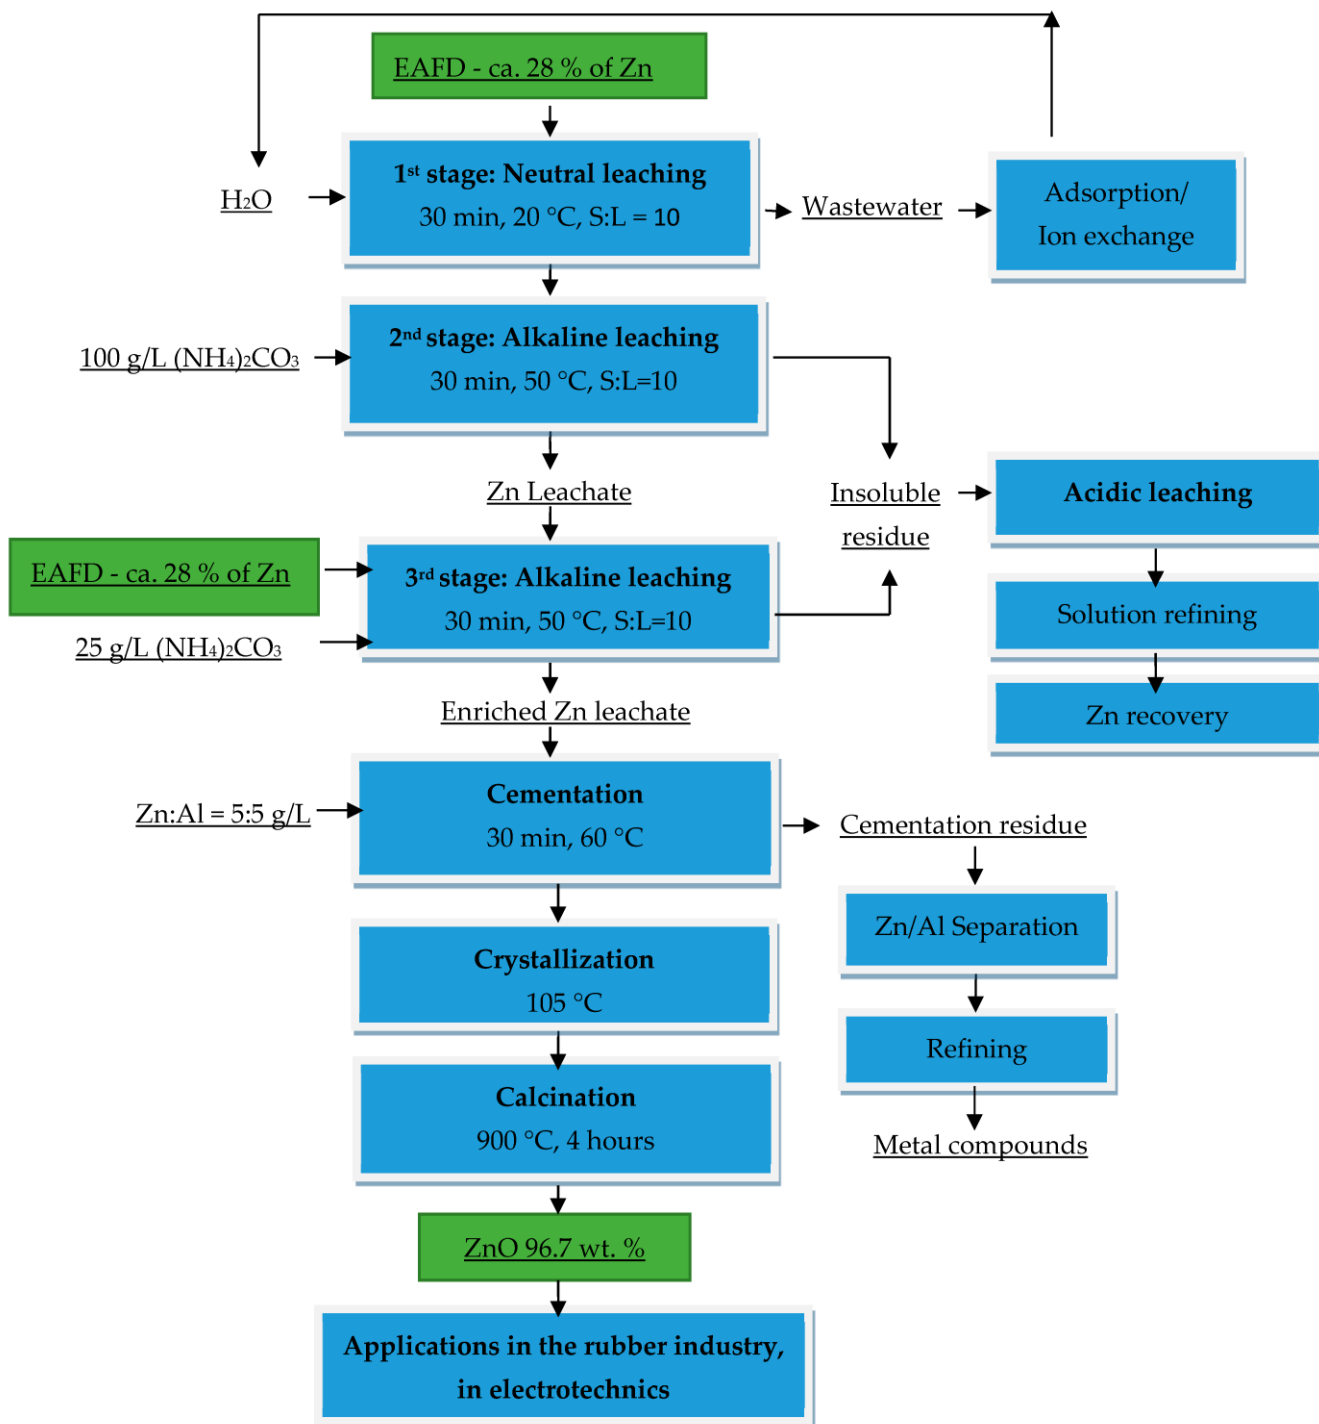 EAFD - ca. 28 % of Zn
1st stage: Neutral leaching
30 min, 20 °C, S:L = 10
H2O
Wastewater
Adsorption/
Ion exchange
2nd stage: Alkaline leaching
30 min, 50 °C, S:L=10
100 g/L (NH4)2CO3
Zn Leachate
Insoluble
residue
Acidic leaching
EAFD - ca. 28 % of Zn
3rd stage: Alkaline leaching
30 min, 50 °C, S:L=10
25 g/L (NH4)2CO3
Solution refining
Zn recovery
Enriched Zn leachate
Zn:Al = 5:5 g/L
Cementation
30 min, 60 °C
Cementation residue
Zn/Al Separation
Crystallization
105 °C
Refining
Calcination
900 °C, 4 hours
Metal compounds
ZnO 96.7 wt. %
Applications in the rubber industry,
in electrotechnics